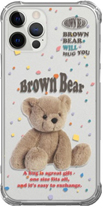 BROWN
BEAR-
WILL
HUG YOU
BROWN BEAR
A hug is agreat gift -
one size fits all,
and it's easy to exchange.